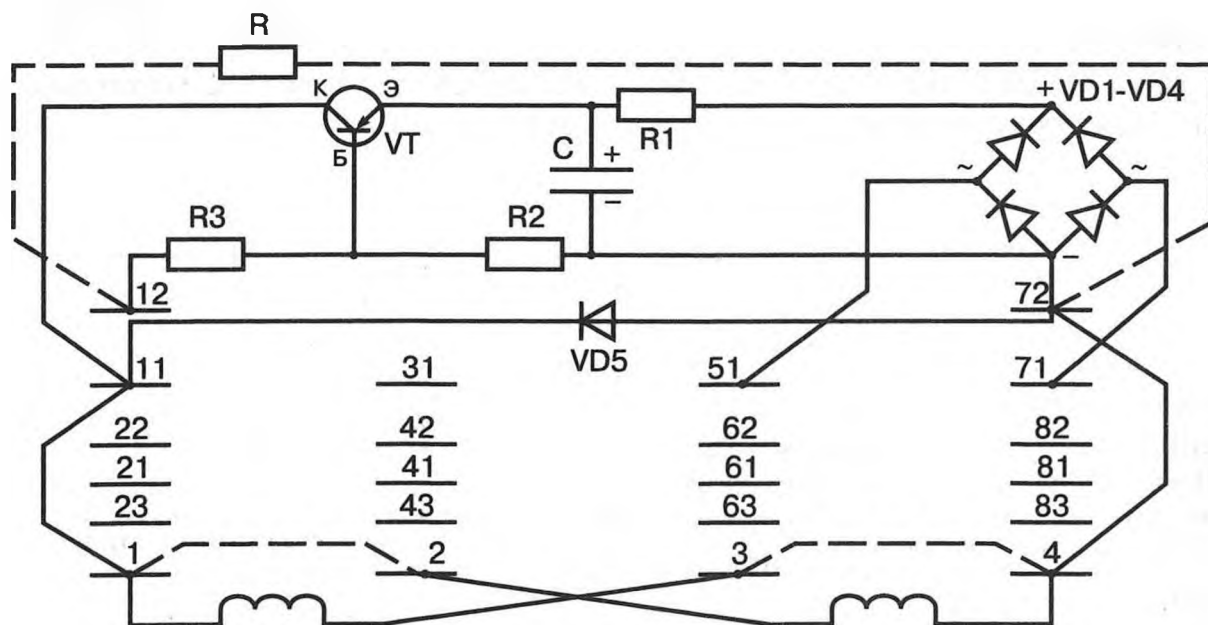 R
К Э + VD1-VD4
Б VT C + R1 ~ ~
−
R3 R2 −
12 72
VD5
11 31 51 71
22 42 62 82
21 41 61 81
23 43 63 83
1 2 3 4